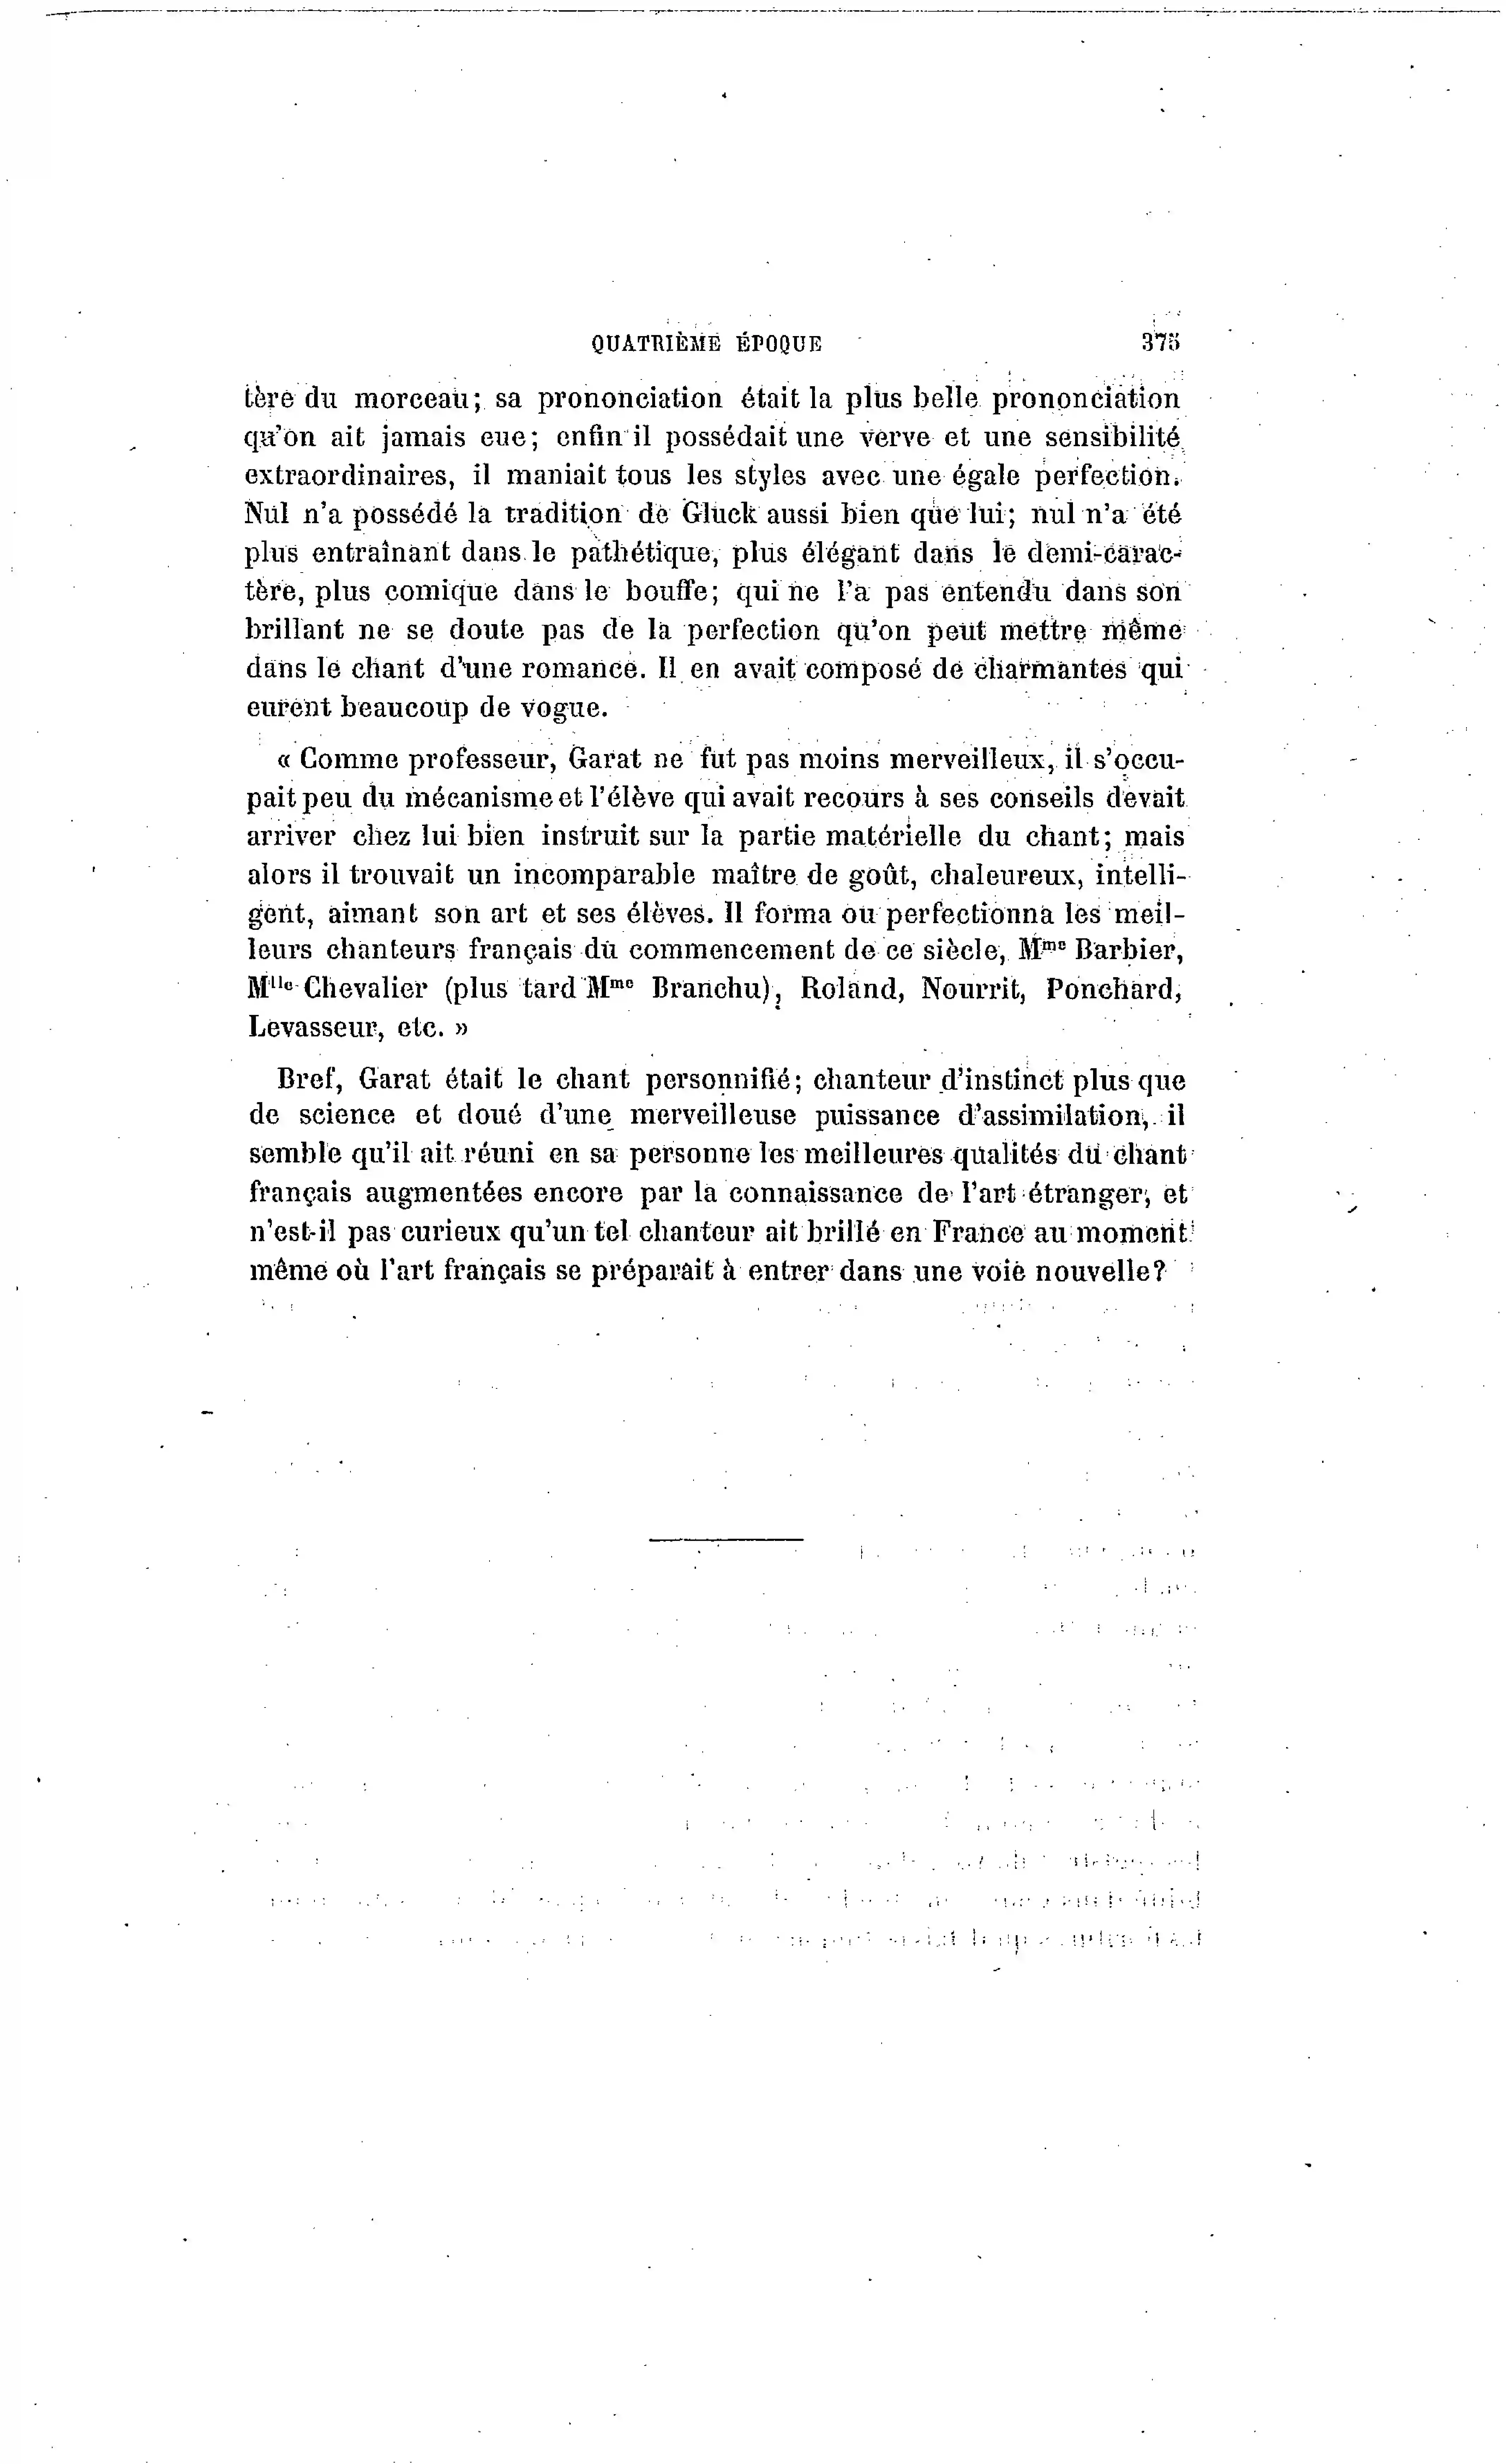 QUATRIÈME ÉPOQUE 375
tère du morceau; sa prononciation était la plus belle prononciation
qu'on ait jamais eue; enfin il possédait une verve et une sensibilité
extraordinaires, il maniait tous les styles avec une égale perfection.
Nul n'a possédé la tradition de Gluck aussi bien que lui; nul n'a été
plus entraînant dans le pathétique, plus élégant dans le demi-carac-
tère, plus comique dans le bouffe; qui ne l'a pas entendu dans son
brillant ne se doute pas de la perfection qu'on peut mettre même
dans le chant d'une romance. Il en avait composé de charmantes qui
eurent beaucoup de vogue.
« Comme professeur, Garat ne fut pas moins merveilleux, il s'occu-
pait peu du mécanisme et l'élève qui avait recours à ses conseils devait
arriver chez lui bien instruit sur la partie matérielle du chant; mais
alors il trouvait un incomparable maître de goût, chaleureux, intelli-
gent, aimant son art et ses élèves. Il forma ou perfectionna les meil-
leurs chanteurs français du commencement de ce siècle, Mme Barbier,
Mlle Chevalier (plus tard Mme Branchu), Roland, Nourrit, Ponchard,
Levasseur, etc. »
Bref, Garat était le chant personnifié; chanteur d'instinct plus que
de science et doué d'une merveilleuse puissance d'assimilation, il
semble qu'il ait réuni en sa personne les meilleures qualités du chant
français augmentées encore par la connaissance de l'art étranger; et
n'est-il pas curieux qu'un tel chanteur ait brillé en France au moment
même où l'art français se préparait à entrer dans une voie nouvelle?